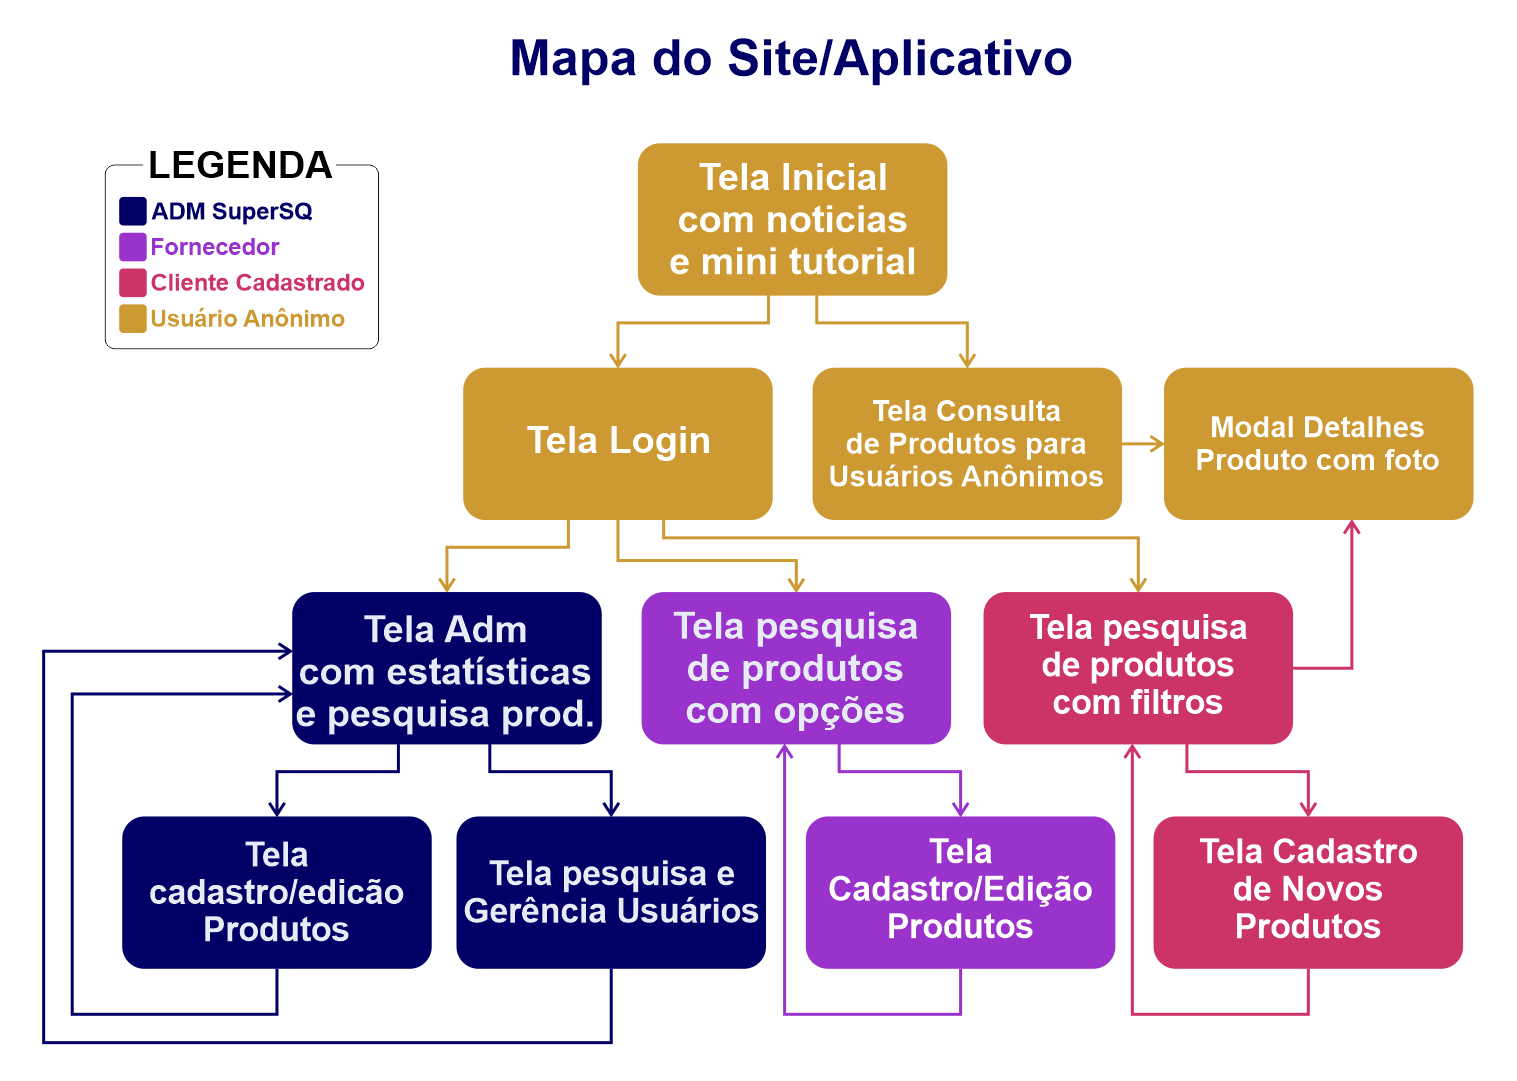 Mapa do Site/Aplicativo
LEGENDA
ADM SuperSQ
Fornecedor
Cliente Cadastrado
Usuário Anônimo
Tela Inicial
com noticias
e mini tutorial
Tela Login
Tela Consulta
de Produtos para
Usuários Anônimos
Modal Detalhes
Produto com foto
Tela Adm
com estatísticas
e pesquisa prod.
Tela pesquisa
de produtos
com opções
Tela pesquisa
de produtos
com filtros
Tela
cadastro/edicão
Produtos
Tela pesquisa e
Gerência Usuários
Tela
Cadastro/Edição
Produtos
Tela Cadastro
de Novos
Produtos